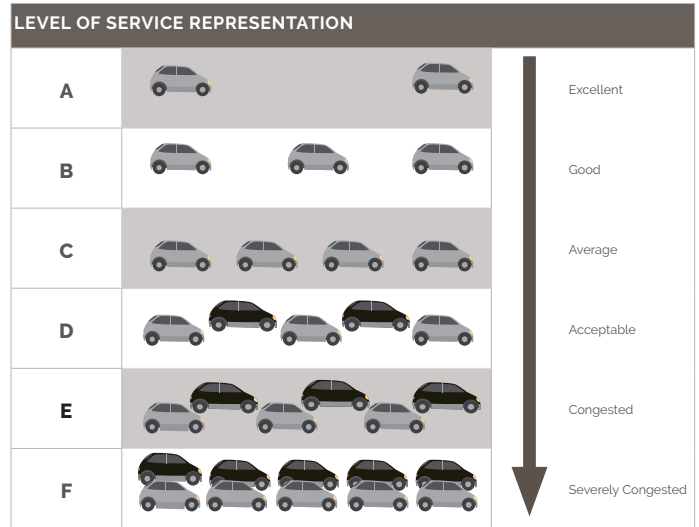 LEVEL OF SERVICE REPRESENTATION
A Excellent
B Good
C Average
D Acceptable
E Congested
F Severely Congested